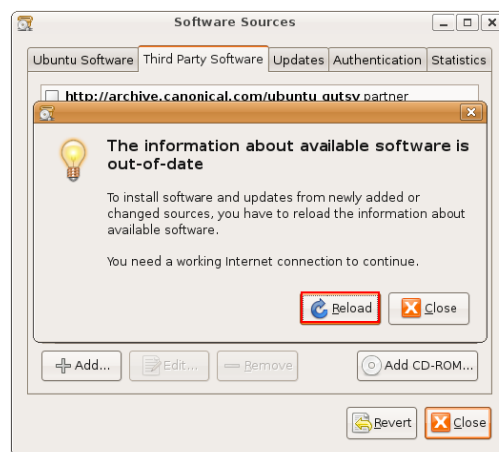 Software Sources
Ubuntu Software Third Party Software Updates Authentication Statistics
http://archive.canonical.com/ubuntu gutsy partner
The information about available software is
out-of-date
To install software and updates from newly added or
changed sources, you have to reload the information about
available software.
You need a working Internet connection to continue.
Reload Close
Add... Edit... Remove Add CD-ROM...
Revert Close